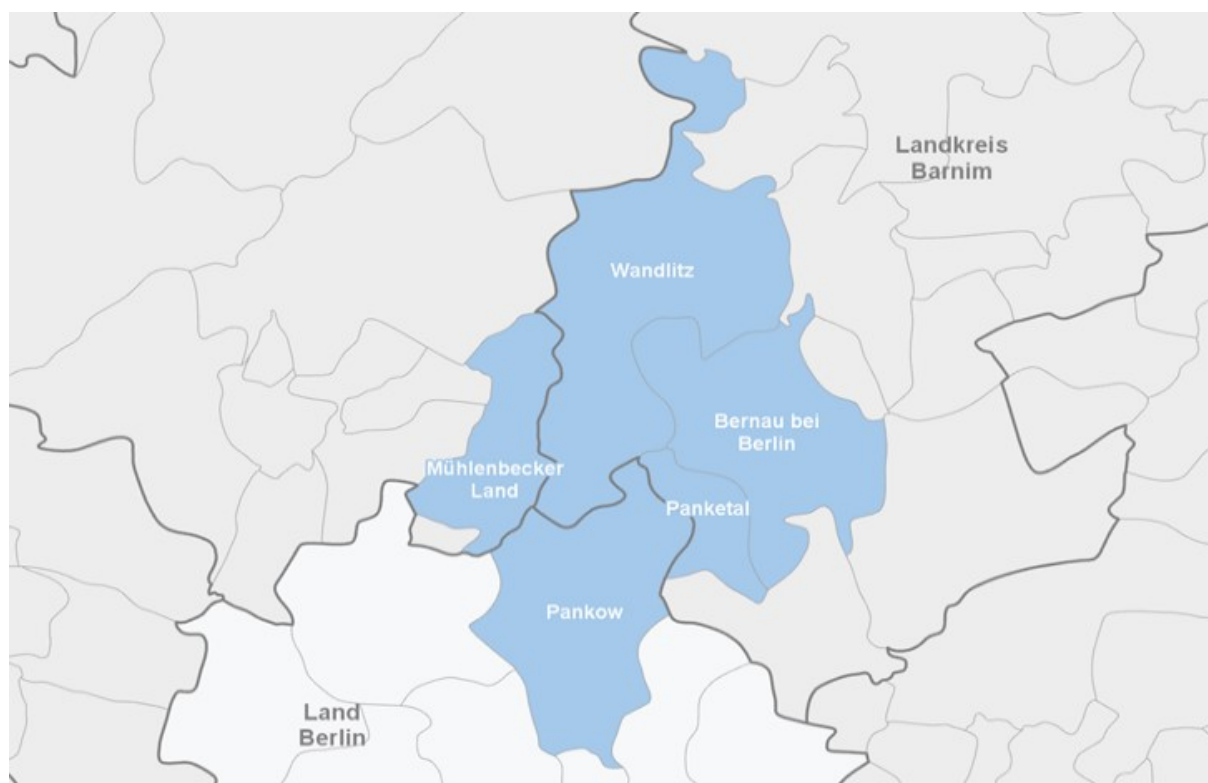 Landkreis
Barnim
Wandlitz
Bernau bei
Berlin
Mühlenbecker
Land
Panketal
Pankow
Land
Berlin